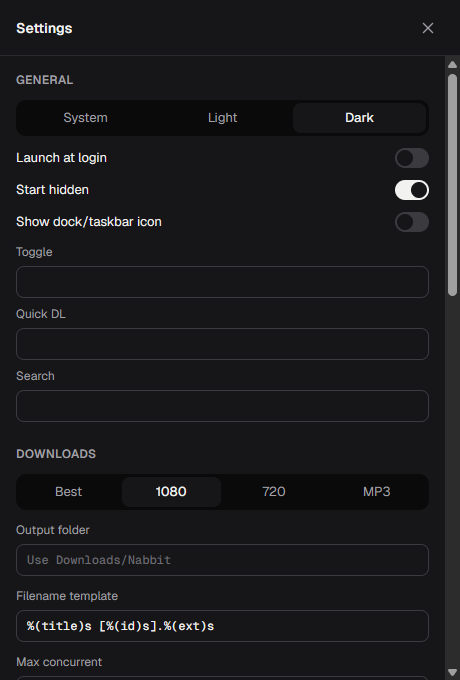 Settings
GENERAL
System Light Dark
Launch at login
Start hidden
Show dock/taskbar icon
Toggle
Quick DL
Search
DOWNLOADS
Best 1080 720 MP3
Output folder
Use Downloads/Nabbit
Filename template
%(title)s [%(id)s].%(ext)s
Max concurrent